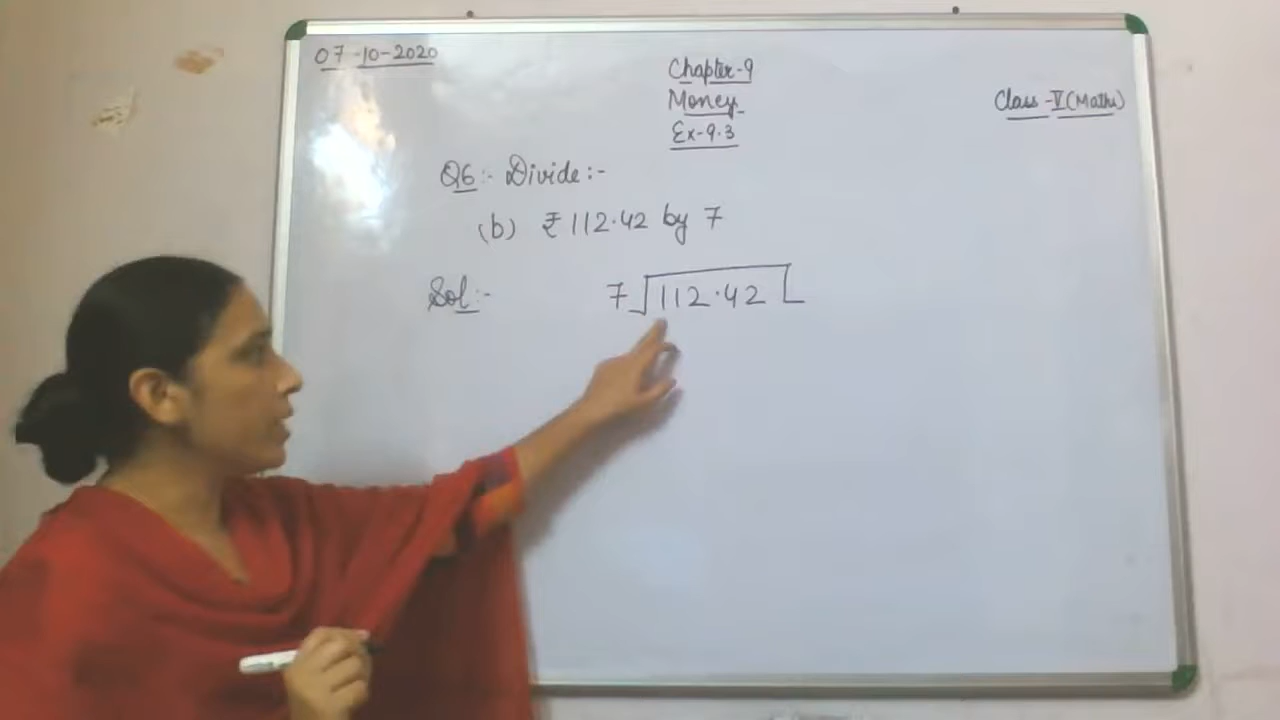 07-10-2020
Chapter-9
Money
Ex-9.3
Class-V(Maths)
Q6:- Divide:-
(b) ₹ 112.42 by 7
Sol:- 7 112.42